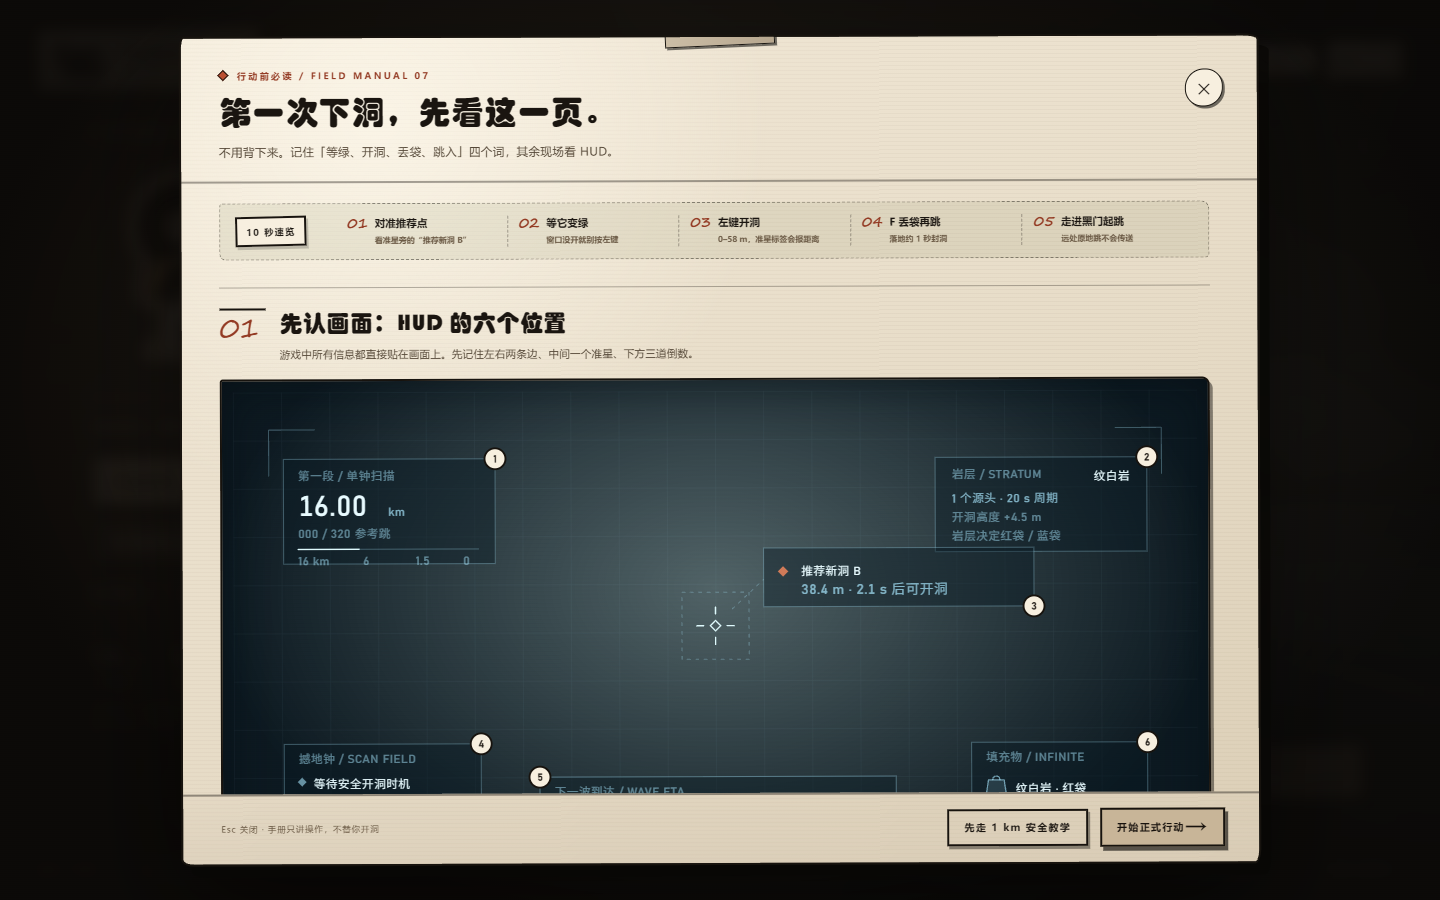 行动前必读 / FIELD MANUAL 07
第一次下洞，先看这一页。
不用背下来。记住「等绿、开洞、丢袋、跳入」四个词，其余现场看 HUD。
10 秒速览
01 对准推荐点
看准星旁的“推荐新洞 B”
02 等它变绿
窗口没开就别按左键
03 左键开洞
0–58 m，准星标签会报距离
04 F 丢袋再跳
落地约 1 秒封洞
05 走进黑门起跳
远处原地跳不会传送
01 先认画面：HUD 的六个位置
游戏中所有信息都直接贴在画面上。先记住左右两条边、中间一个准星、下方三道倒数。
1
第一段 / 单钟扫描
16.00 km
000 / 320 参考跳
16 km 6 1.5 0
2
岩层 / STRATUM 纹白岩
1 个源头 · 20 s 周期
开洞高度 +4.5 m
岩层决定红袋 / 蓝袋
推荐新洞 B
38.4 m · 2.1 s 后可开洞
3
4
撼地钟 / SCAN FIELD
等待安全开洞时机
5
下一波到达 / WAVE ETA
6
填充物 / INFINITE
纹白岩 · 红袋
Esc 关闭 · 手册只讲操作，不替你开洞
先走 1 km 安全教学
开始正式行动→